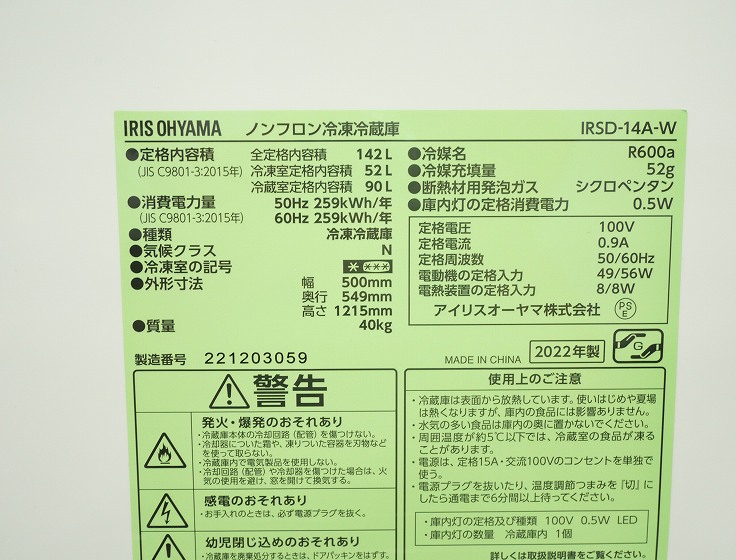 IRIS OHYAMA ノンフロン冷凍冷蔵庫 IRSD-14A-W
●定格内容積 全定格内容積 142L
(JIS C9801-3:2015年) 冷凍室定格内容積 52L
冷蔵室定格内容積 90L
●消費電力量 50Hz 259kWh/年
(JIS C9801-3:2015年) 60Hz 259kWh/年
●種類 冷凍冷蔵庫
●気候クラス N
●冷凍室の記号 * ***
●外形寸法 幅 500mm
奥行 549mm
高さ 1215mm
●質量 40kg
●冷媒名 R600a
●冷媒充填量 52g
●断熱材用発泡ガス シクロペンタン
●庫内灯の定格消費電力 0.5W
定格電圧 100V
定格電流 0.9A
定格周波数 50/60Hz
電動機の定格入力 49/56W
電熱装置の定格入力 8/8W
アイリスオーヤマ株式会社 PSE
製造番号 221203059
MADE IN CHINA 2022年製 G
警告
発火・爆発のおそれあり
・冷蔵庫本体の冷却回路(配管)を傷つけない。
・冷却器についた霜や、凍りついた容器を刃物など
を使って取らない。
・冷蔵庫内で電気製品を使用しない。
・冷却回路(配管)や冷却器を傷つけた場合は、火
気の使用を避け、窓を開けて換気する。
感電のおそれあり
・お手入れのときは、必ず電源プラグを抜く。
幼児閉じ込めのおそれあり
・冷蔵庫を廃棄分するときは、ドアパッキンをはずす。
使用上のご注意
・冷蔵庫は表面から放熱しています。使いはじめや夏場
は熱くなりますが、庫内の食品には影響ありません。
・水気の多い食品は庫内の奥に置かないでください。
・周囲温度が約5℃以下では、冷蔵室の食品が凍る
ことがあります。
・電源は、定格15A・交流100Vのコンセントを単独で
使う。
・電源プラグを抜いたり、温度調節つまみを『切』に
したら通電まで6分間以上待ってください。
・庫内灯の定格及び種類 100V 0.5W LED
・庫内灯の数量 冷蔵庫内 1個
詳しくは取扱説明書をご覧ください。